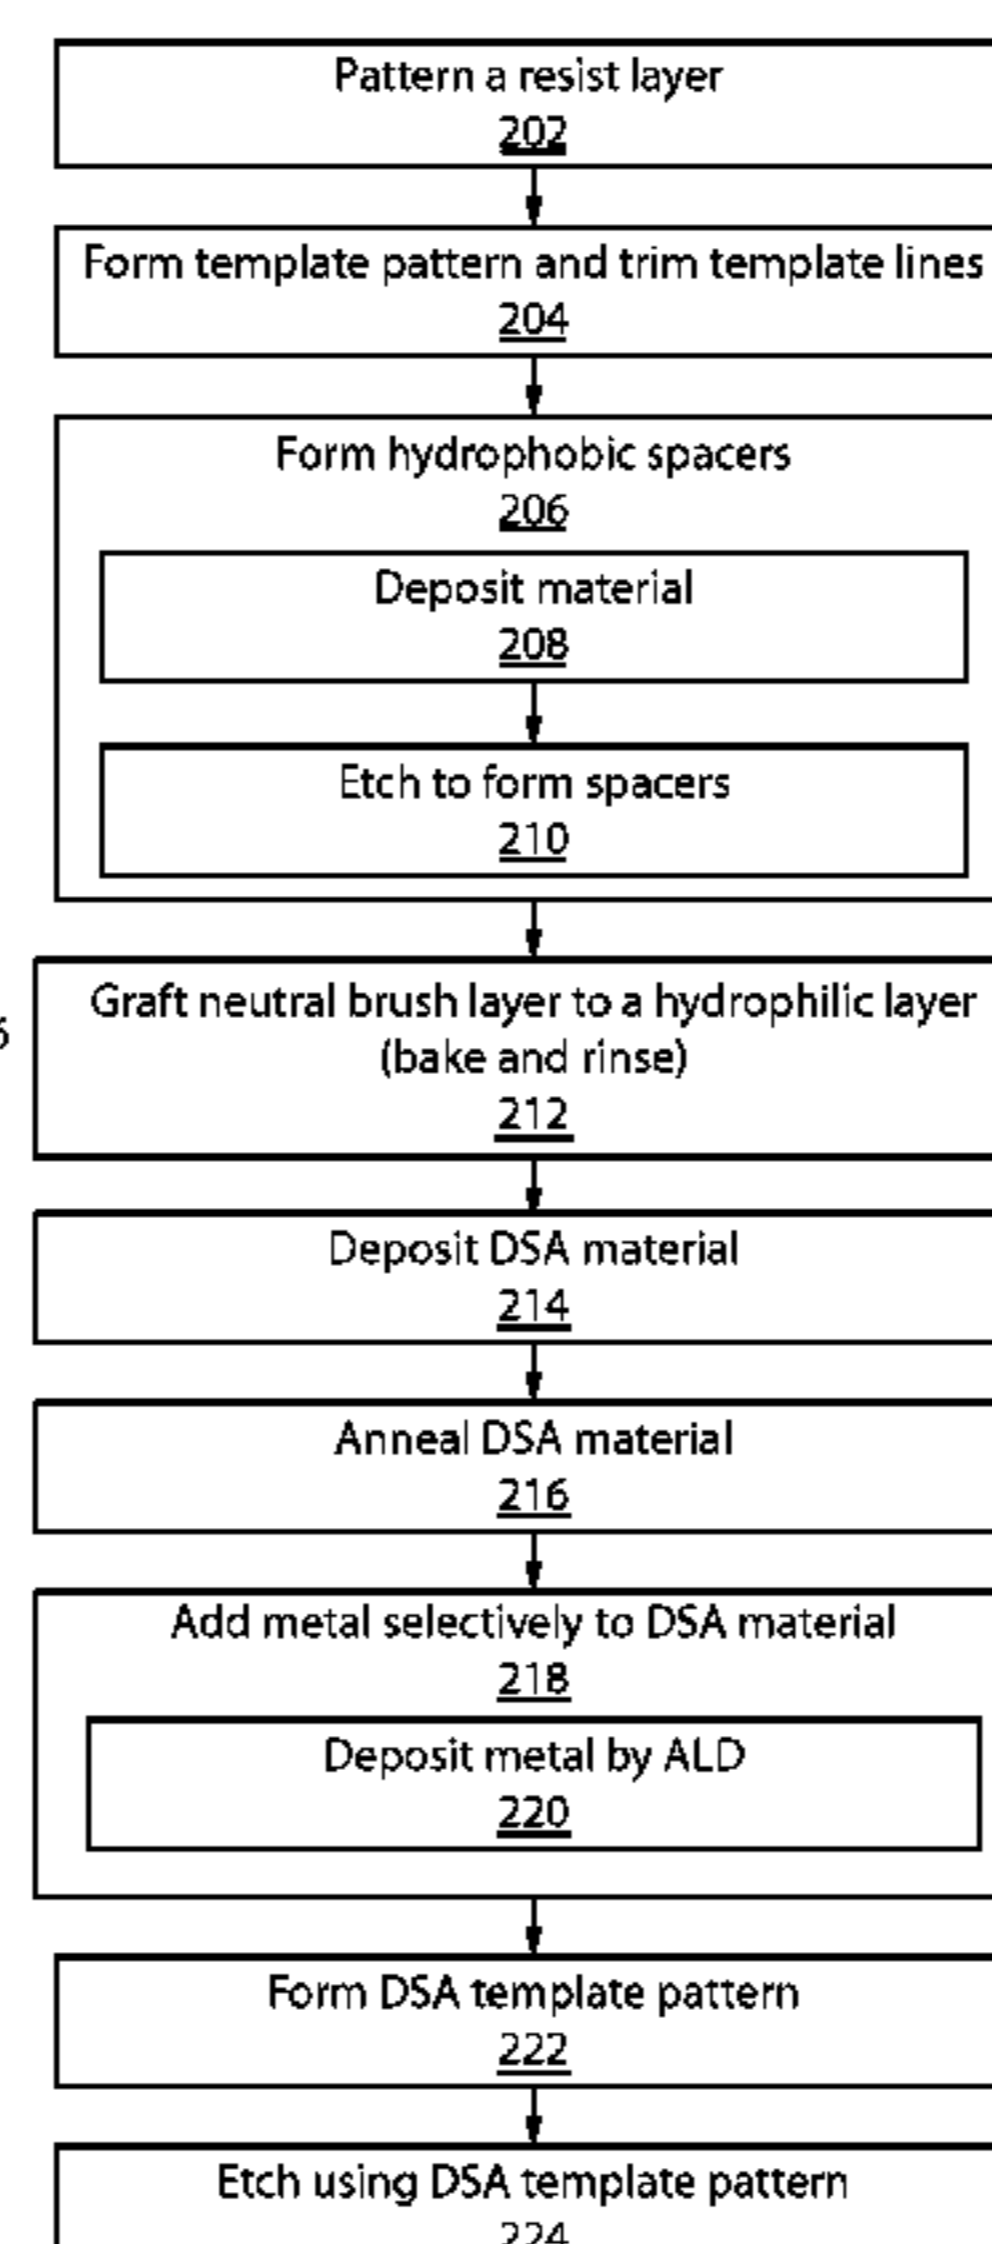 Pattern a resist layer
202
Form template pattern and trim template lines
204
Form hydrophobic spacers
206
Deposit material
208
Etch to form spacers
210
Graft neutral brush layer to a hydrophilic layer
(bake and rinse)
212
Deposit DSA material
214
Anneal DSA material
216
Add metal selectively to DSA material
218
Deposit metal by ALD
220
Form DSA template pattern
222
Etch using DSA template pattern
224